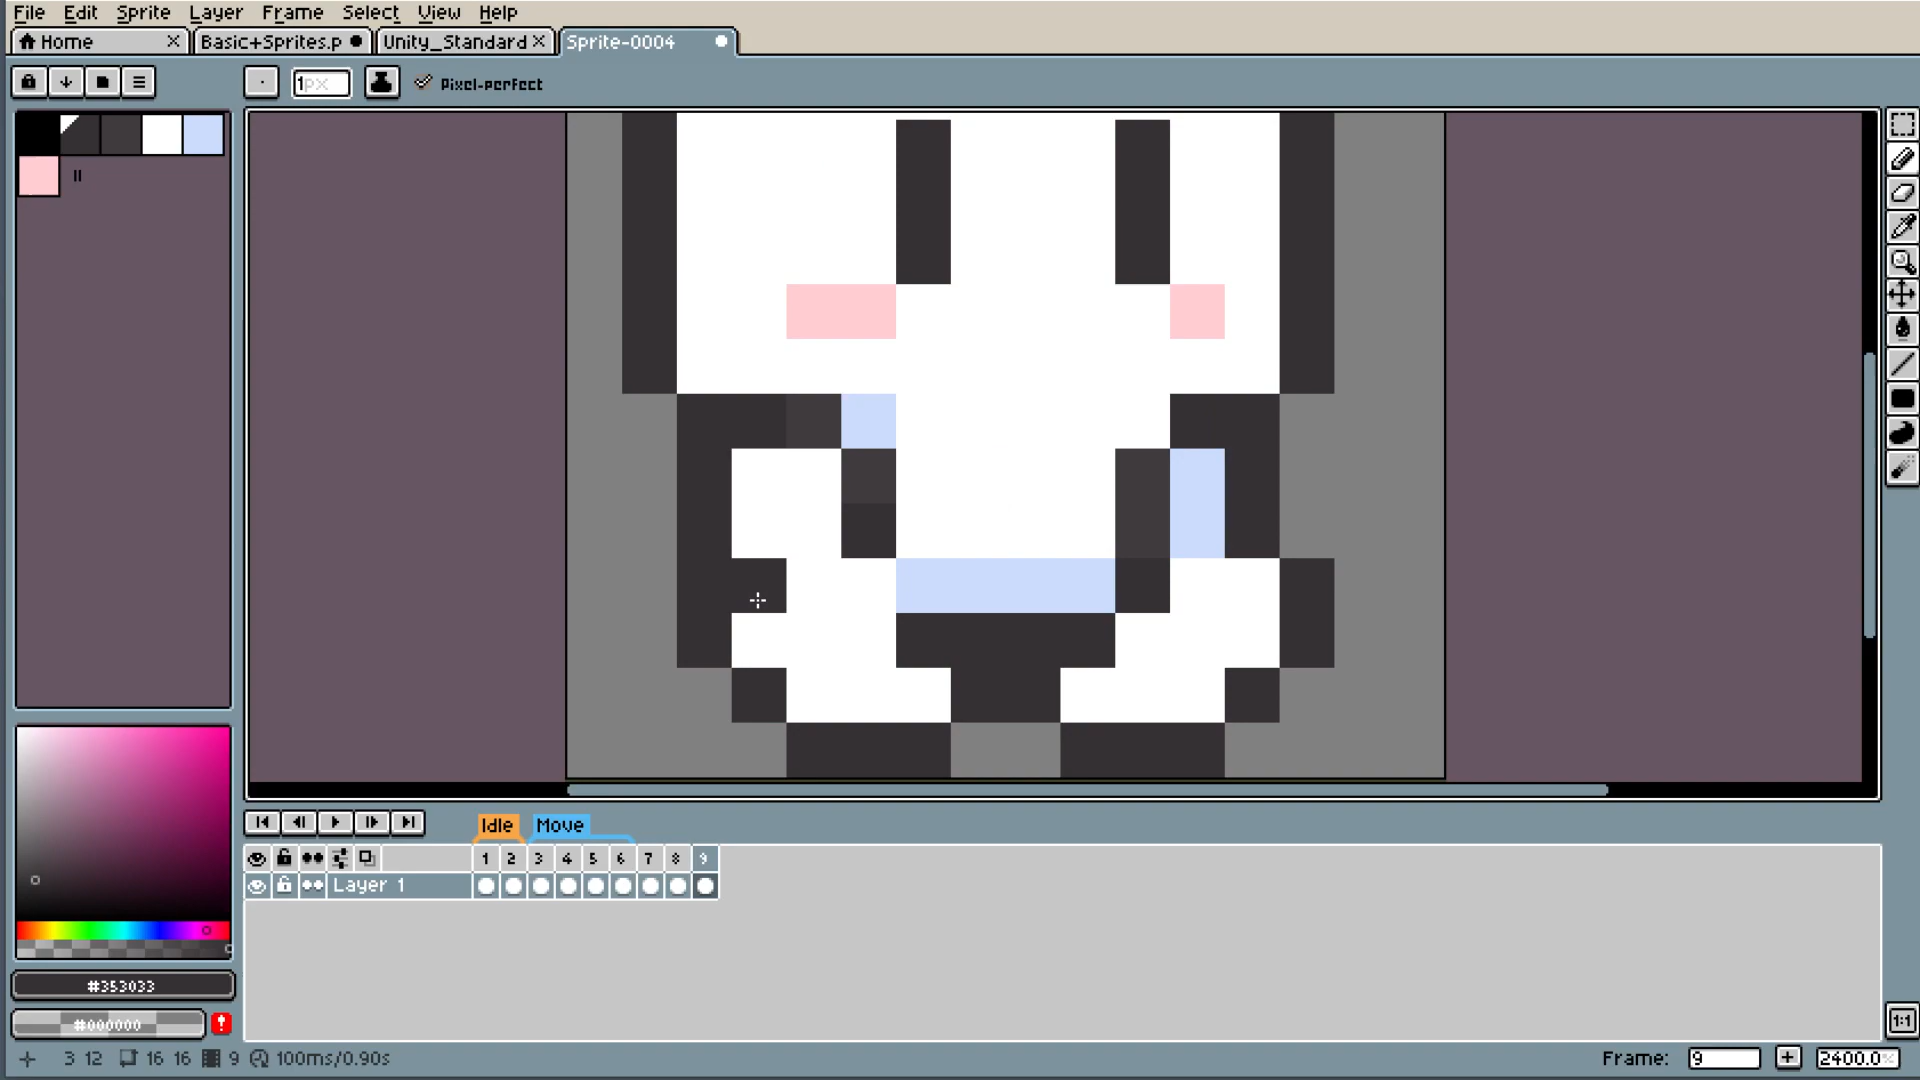 File Edit Sprite Layer Frame Select View Help
Home Basic+Sprites.p Unity_Standard Sprite-0004
1px Pixel-perfect
Idle Move
1 2 3 4 5 6 7 8 9
Layer 1
#353033
#000000 !
3 12 16 16 9 100ms/0.90s Frame: 9 + 2400.0%
1:1